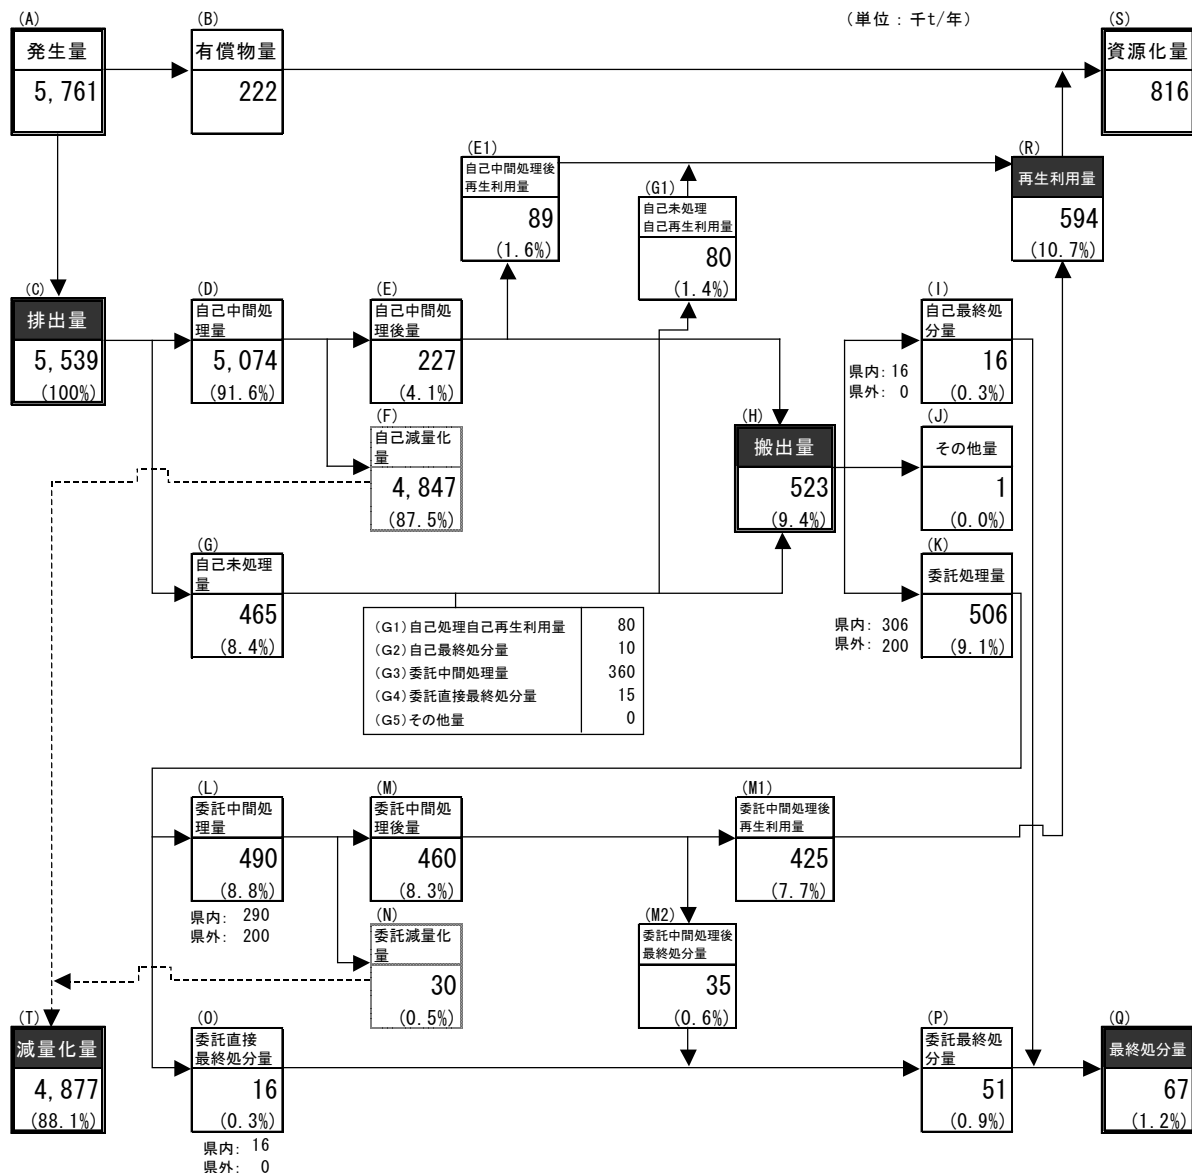 (A)
発生量
5,761
(B)
有償物量
222
(単位：千t/年)
(S)
資源化量
816
(E1)
自己中間処理後
再生利用量
89
(1.6%)
(G1)
自己未処理
自己再生利用量
80
(1.4%)
(R)
再生利用量
594
(10.7%)
(C)
排出量
5,539
(100%)
(D)
自己中間処
理量
5,074
(91.6%)
(E)
自己中間処
理後量
227
(4.1%)
(F)
自己減量化
量
4,847
(87.5%)
(H)
搬出量
523
(9.4%)
(I)
自己最終処
分量
16
(0.3%)
県内: 16
県外: 0
(J)
その他量
1
(0.0%)
(G)
自己未処理
量
465
(8.4%)
(G1)自己処理自己再生利用量 80
(G2)自己最終処分量 10
(G3)委託中間処理量 360
(G4)委託直接最終処分量 15
(G5)その他量 0
(K)
委託処理量
506
(9.1%)
県内: 306
県外: 200
(L)
委託中間処
理量
490
(8.8%)
県内: 290
県外: 200
(M)
委託中間処
理後量
460
(8.3%)
(M1)
委託中間処理後
再生利用量
425
(7.7%)
(N)
委託減量化
量
30
(0.5%)
(M2)
委託中間処理後
最終処分量
35
(0.6%)
(T)
減量化量
4,877
(88.1%)
(O)
委託直接
最終処分量
16
(0.3%)
県内: 16
県外: 0
(P)
委託最終処
分量
51
(0.9%)
(Q)
最終処分量
67
(1.2%)